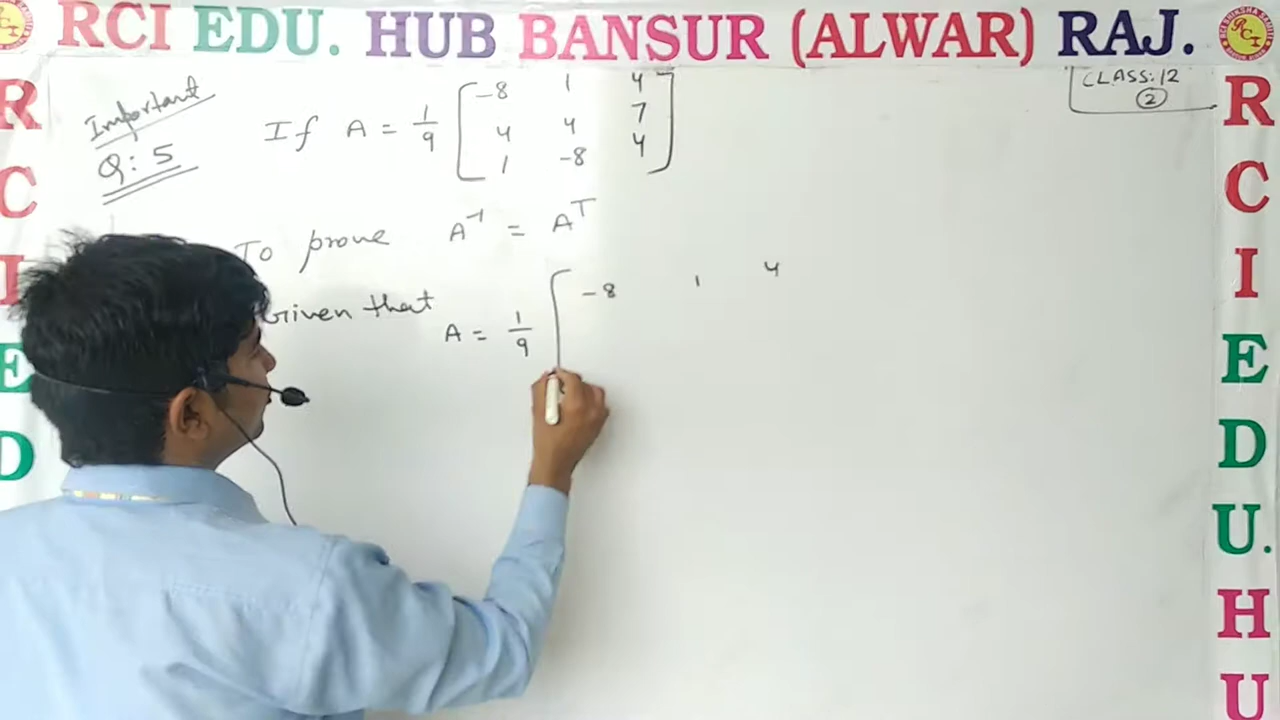 RCI EDU. HUB BANSUR (ALWAR) RAJ.
RCI
CLASS: 12
2
Important
Q: 5
If A = 1/9 [ -8 1 4
4 4 7
1 -8 4 ]
To prove A⁻¹ = Aᵀ
Given that
A = 1/9 [ -8 1 4
R
C
I
E
D
R
C
I
E
D
U.
H
U